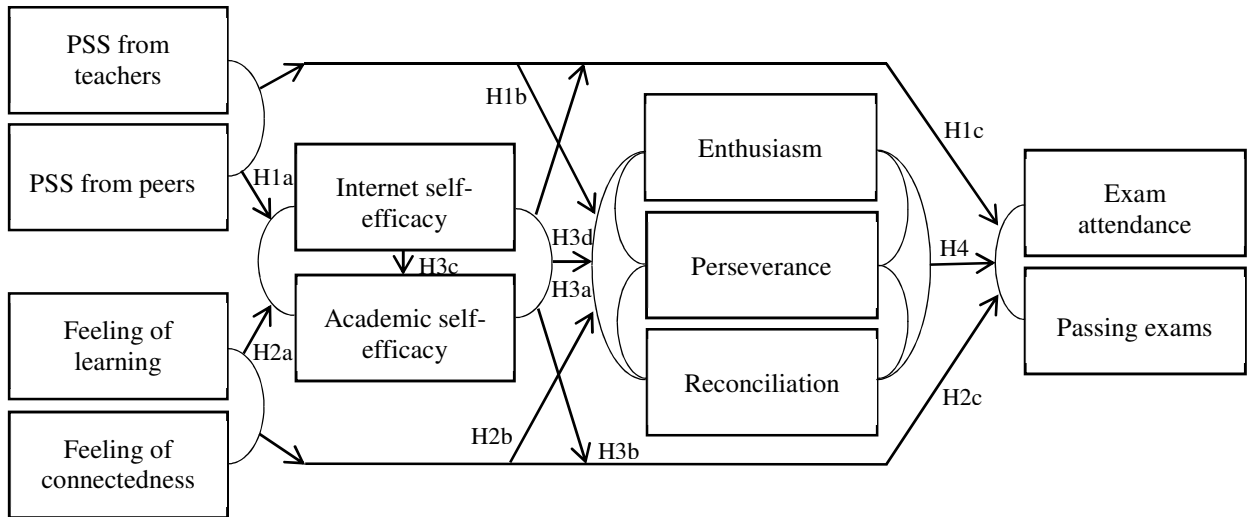 PSS from
teachers
PSS from peers
H1a
Internet self-
efficacy
H3c
Academic self-
efficacy
Feeling of
learning
H2a
Feeling of
connectedness
H1b
H3d
H3a
H2b
H3b
Enthusiasm
Perseverance
Reconciliation
H1c
H4
H2c
Exam
attendance
Passing exams